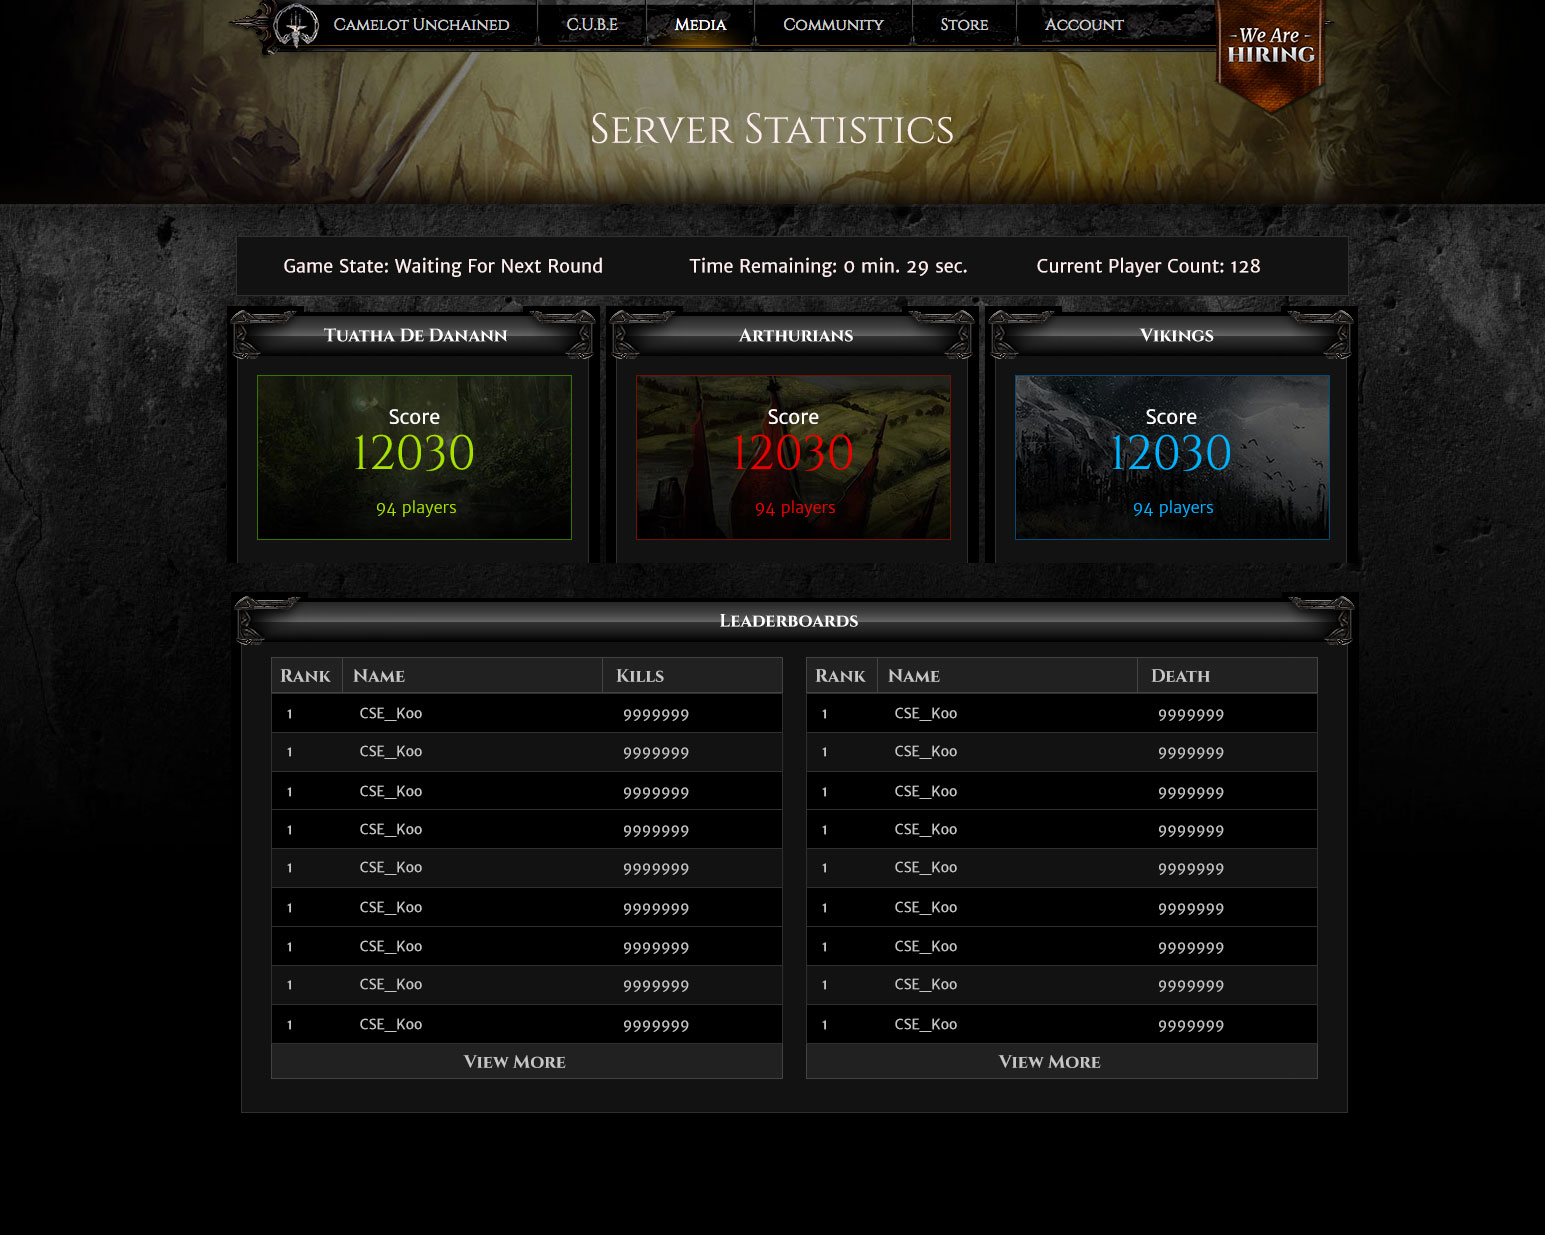 Camelot Unchained C.U.B.E Media Community Store Account
- We Are -
HIRING
Server Statistics
Game State: Waiting For Next Round Time Remaining: 0 min. 29 sec. Current Player Count: 128
Tuatha De Danann Arthurians Vikings
Score Score Score
12030 12030 12030
94 players 94 players 94 players
Leaderboards
Rank Name Kills Rank Name Death
1 CSE_Koo 9999999 1 CSE_Koo 9999999
1 CSE_Koo 9999999 1 CSE_Koo 9999999
1 CSE_Koo 9999999 1 CSE_Koo 9999999
1 CSE_Koo 9999999 1 CSE_Koo 9999999
1 CSE_Koo 9999999 1 CSE_Koo 9999999
1 CSE_Koo 9999999 1 CSE_Koo 9999999
1 CSE_Koo 9999999 1 CSE_Koo 9999999
1 CSE_Koo 9999999 1 CSE_Koo 9999999
1 CSE_Koo 9999999 1 CSE_Koo 9999999
View More View More